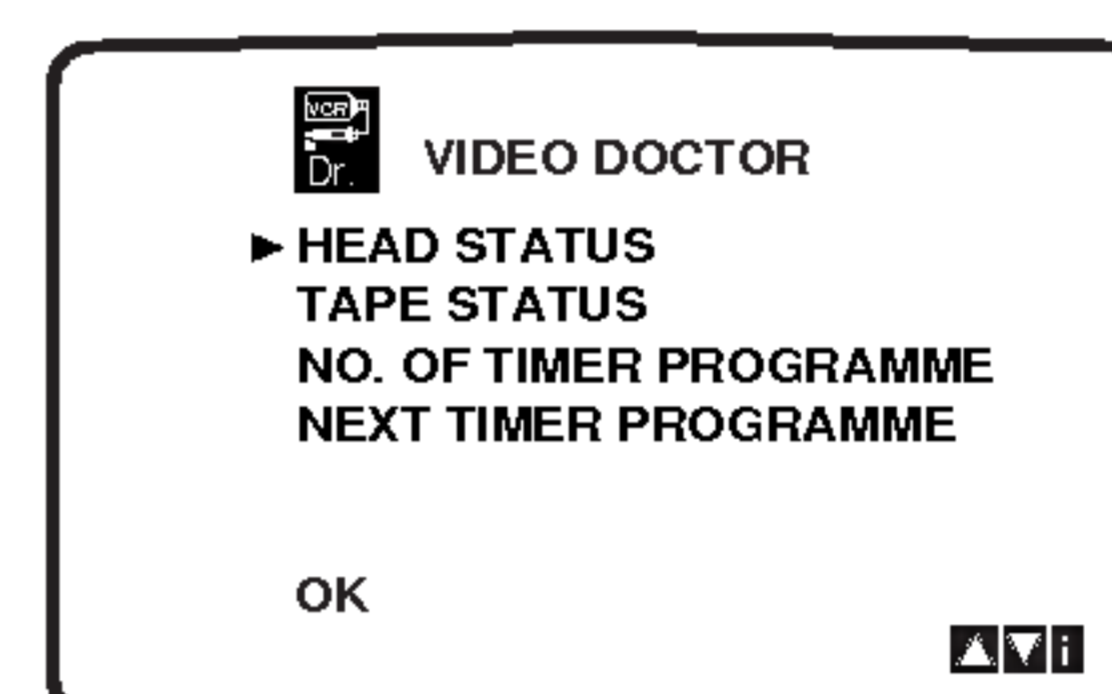 VCR
Dr.
VIDEO DOCTOR
► HEAD STATUS
TAPE STATUS
NO. OF TIMER PROGRAMME
NEXT TIMER PROGRAMME
OK
▲ ▼ i